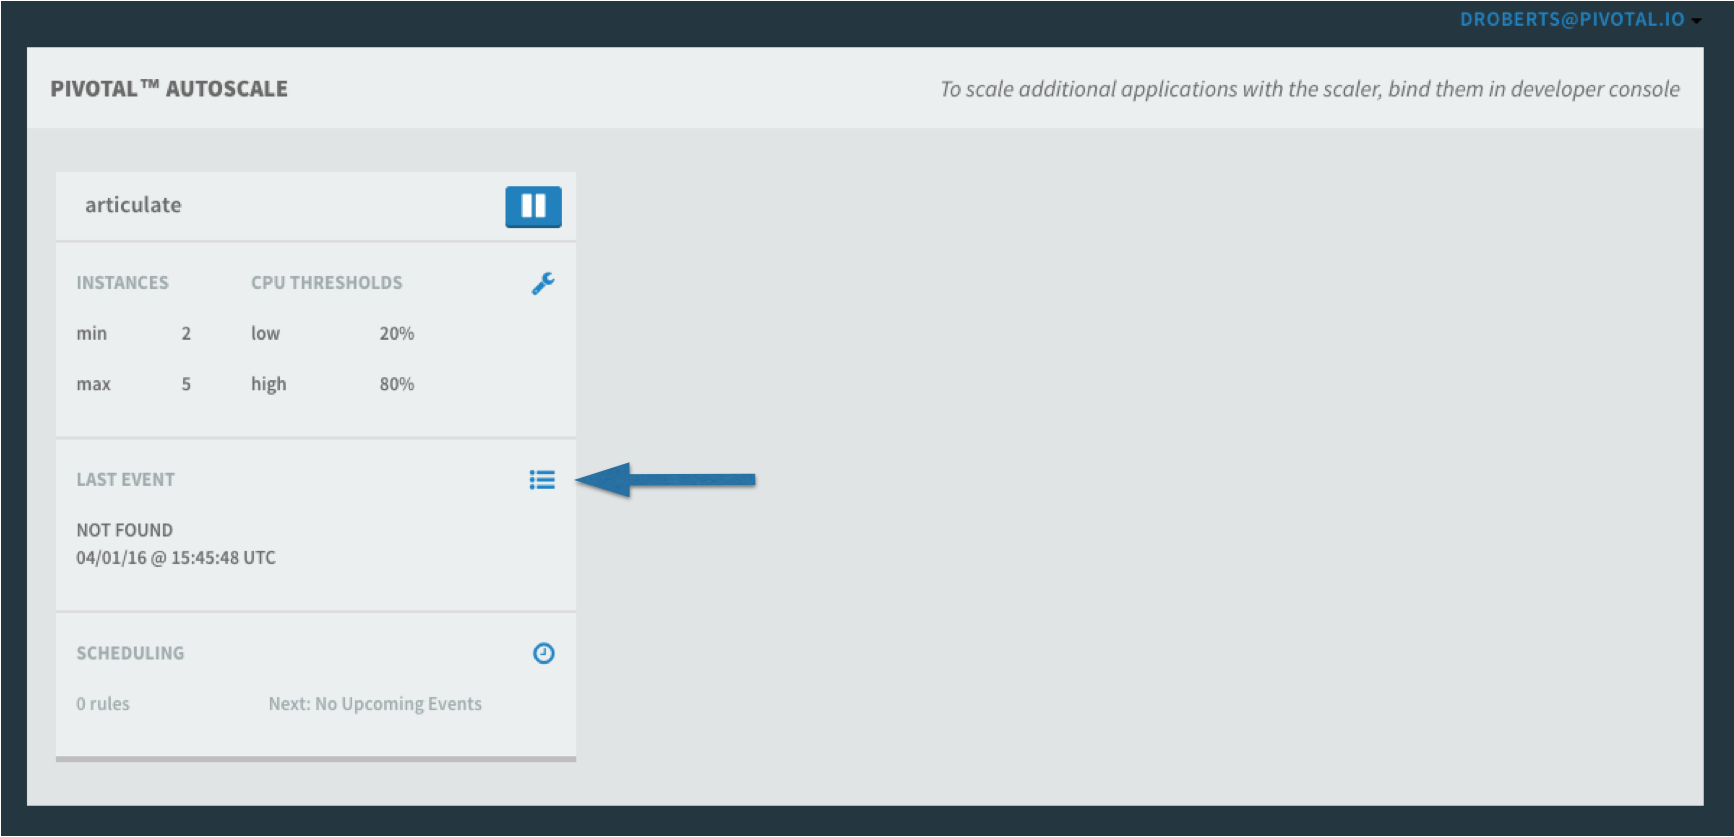 DROBERTS@PIVOTAL.IO
PIVOTAL™ AUTOSCALE
To scale additional applications with the scaler, bind them in developer console
articulate
INSTANCES CPU THRESHOLDS
min 2 low 20%
max 5 high 80%
LAST EVENT
NOT FOUND
04/01/16 @ 15:45:48 UTC
SCHEDULING
0 rules Next: No Upcoming Events